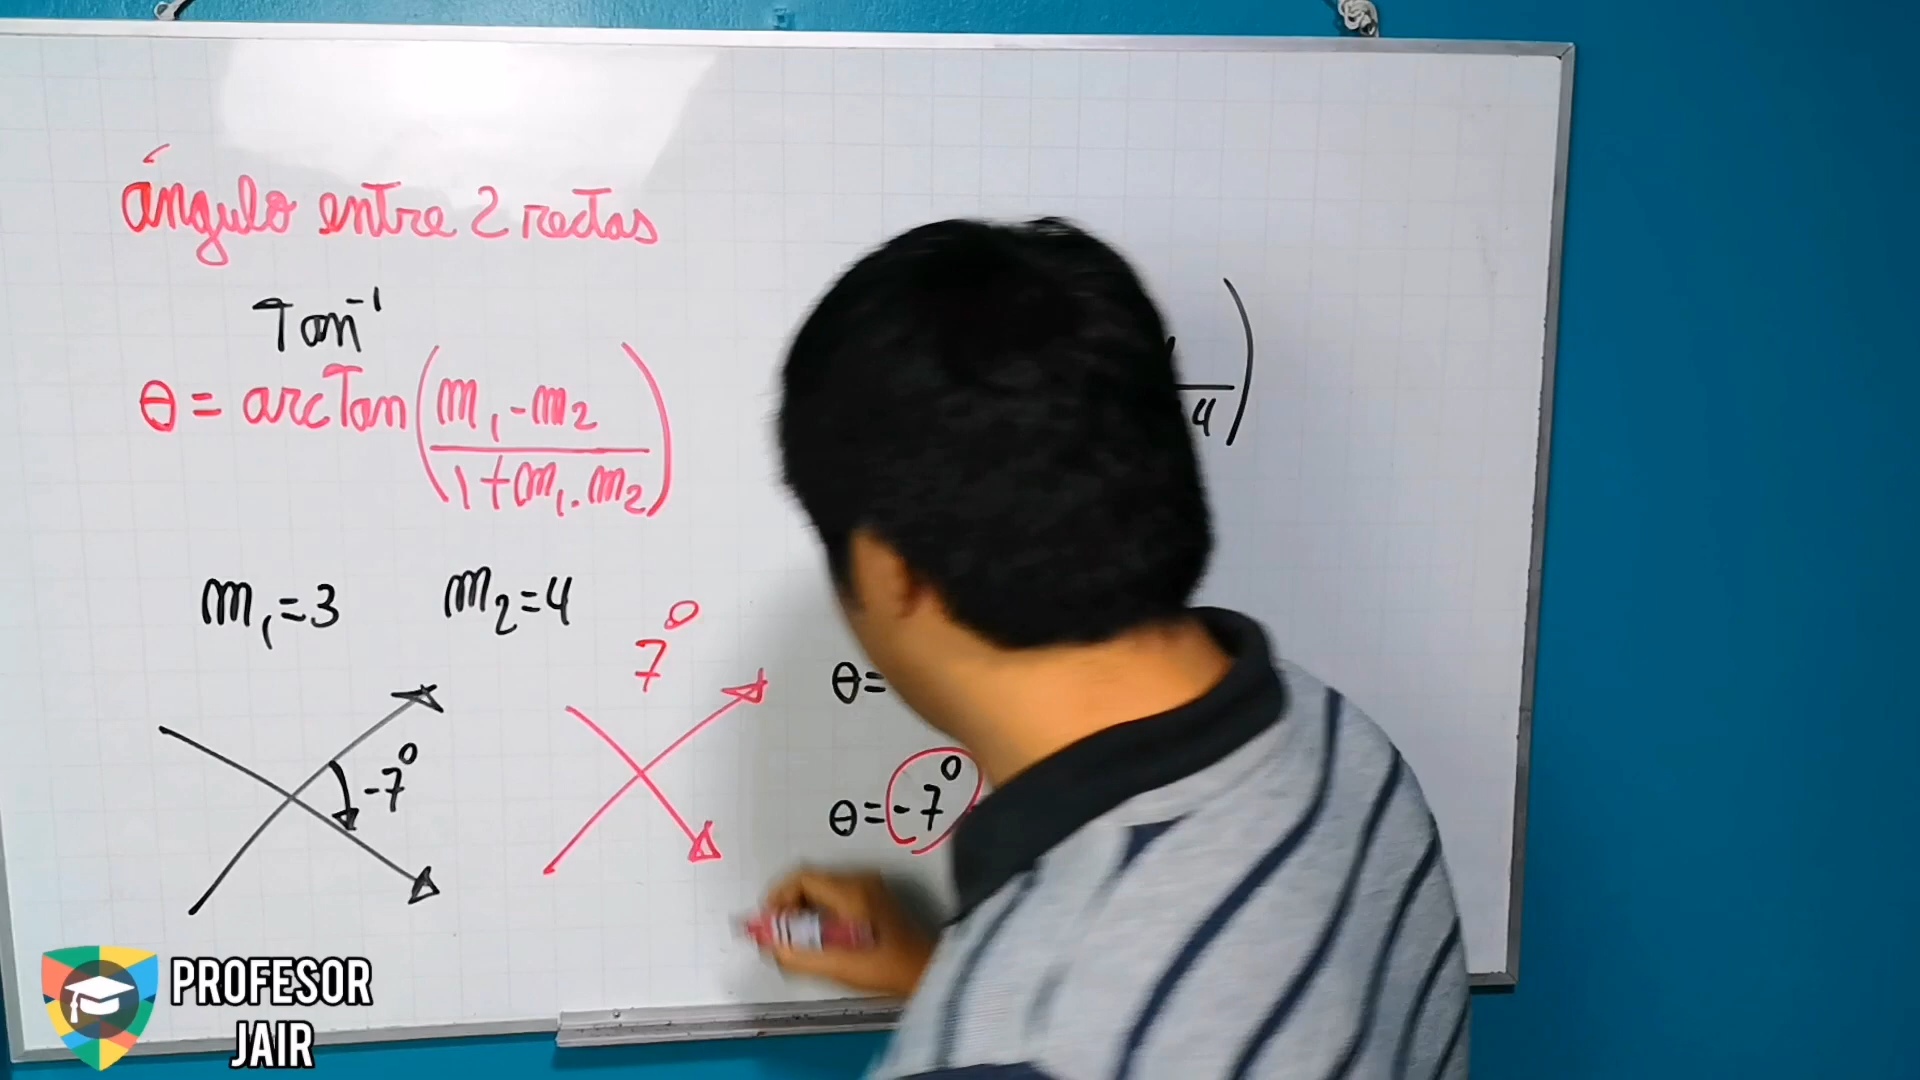 ángulo entre 2 rectas
Tan⁻¹
θ = arcTan(m₁-m₂ / 1+m₁.m₂)
m₁=3 m₂=4
7°
-7°
4)
θ=
θ=-7°
PROFESOR
JAIR